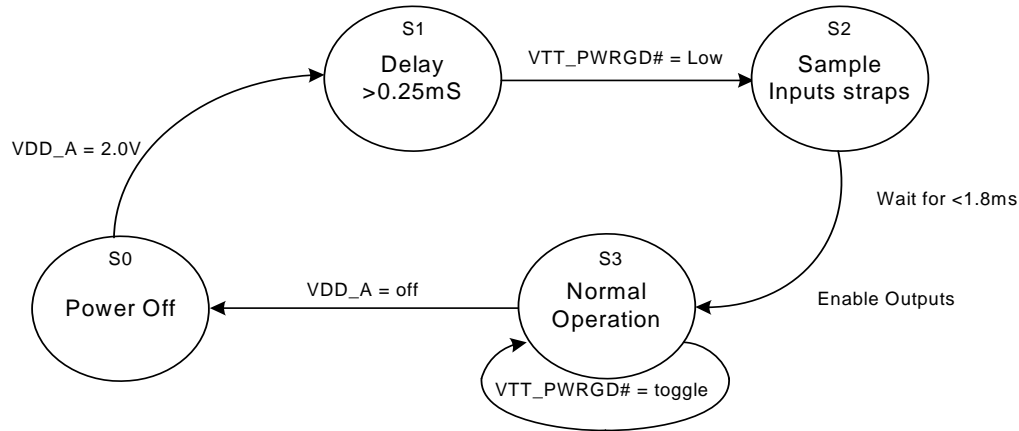 S1
Delay
>0.25mS
VTT_PWRGD# = Low
S2
Sample
Inputs straps
VDD_A = 2.0V
Wait for <1.8ms
S0
Power Off
VDD_A = off
S3
Normal
Operation
Enable Outputs
VTT_PWRGD# = toggle